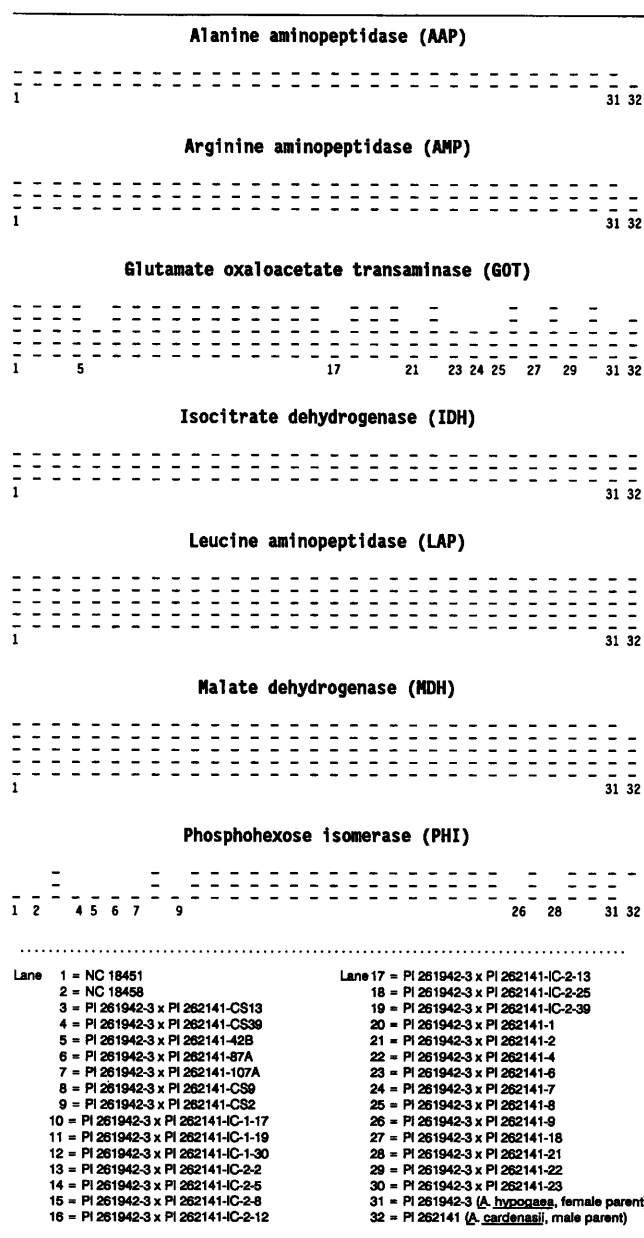 Alanine aminopeptidase (AAP)
1 31 32
Arginine aminopeptidase (AMP)
1 31 32
Glutamate oxaloacetate transaminase (GOT)
1 5 17 21 23 24 25 27 29 31 32
Isocitrate dehydrogenase (IDH)
1 31 32
Leucine aminopeptidase (LAP)
1 31 32
Malate dehydrogenase (MDH)
1 31 32
Phosphohexose isomerase (PHI)
1 2 4 5 6 7 9 26 28 31 32
Lane 1 = NC 18451
2 = NC 18458
3 = PI 261942-3 x PI 262141-CS13
4 = PI 261942-3 x PI 262141-CS39
5 = PI 261942-3 x PI 262141-42B
6 = PI 261942-3 x PI 262141-87A
7 = PI 261942-3 x PI 262141-107A
8 = PI 261942-3 x PI 262141-CS9
9 = PI 261942-3 x PI 262141-CS2
10 = PI 261942-3 x PI 262141-IC-1-17
11 = PI 261942-3 x PI 262141-IC-1-19
12 = PI 261942-3 x PI 262141-IC-1-30
13 = PI 261942-3 x PI 262141-IC-2-2
14 = PI 261942-3 x PI 262141-IC-2-5
15 = PI 261942-3 x PI 262141-IC-2-8
16 = PI 261942-3 x PI 262141-IC-2-12
Lane 17 = PI 261942-3 x PI 262141-IC-2-13
18 = PI 261942-3 x PI 262141-IC-2-25
19 = PI 261942-3 x PI 262141-IC-2-39
20 = PI 261942-3 x PI 262141-1
21 = PI 261942-3 x PI 262141-2
22 = PI 261942-3 x PI 262141-4
23 = PI 261942-3 x PI 262141-6
24 = PI 261942-3 x PI 262141-7
25 = PI 261942-3 x PI 262141-8
26 = PI 261942-3 x PI 262141-9
27 = PI 261942-3 x PI 262141-18
28 = PI 261942-3 x PI 262141-21
29 = PI 261942-3 x PI 262141-22
30 = PI 261942-3 x PI 262141-23
31 = PI 261942-3 (A. hypogaea, female parent
32 = PI 262141 (A. cardenasii, male parent)